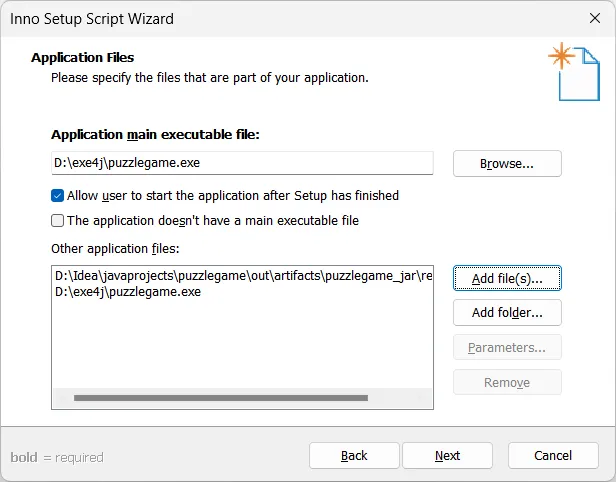 Inno Setup Script Wizard
Application Files
Please specify the files that are part of your application.
Application main executable file:
D:\exe4j\puzzlegame.exe
Browse...
Allow user to start the application after Setup has finished
The application doesn't have a main executable file
Other application files:
D:\Idea\javaprojects\puzzlegame\out\artifacts\puzzlegame_jar\re
D:\exe4j\puzzlegame.exe
Add file(s)...
Add folder...
Parameters...
Remove
bold = required
Back
Next
Cancel